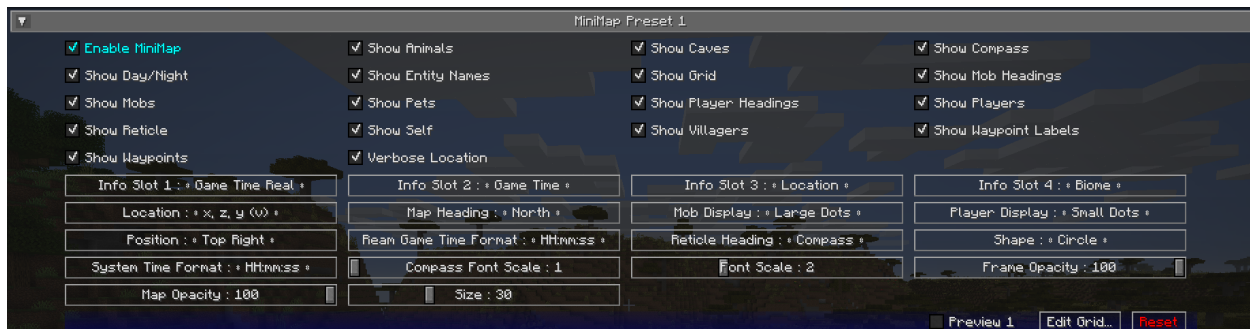 MiniMap Preset 1
Enable MiniMap Show Animals Show Caves Show Compass
Show Day/Night Show Entity Names Show Grid Show Mob Headings
Show Mobs Show Pets Show Player Headings Show Players
Show Reticle Show Self Show Villagers Show Waypoint Labels
Show Waypoints Verbose Location
Info Slot 1 : ∘ Game Time Real ∘ Info Slot 2 : ∘ Game Time ∘ Info Slot 3 : ∘ Location ∘ Info Slot 4 : ∘ Biome ∘
Location : ∘ x, z, y (v) ∘ Map Heading : ∘ North ∘ Mob Display : ∘ Large Dots ∘ Player Display : ∘ Small Dots ∘
Position : ∘ Top Right ∘ Ream Game Time Format : ∘ HH:mm:ss ∘ Reticle Heading : ∘ Compass ∘ Shape : ∘ Circle ∘
System Time Format : ∘ HH:mm:ss ∘ Compass Font Scale : 1 Font Scale : 2 Frame Opacity : 100
Map Opacity : 100 Size : 30
Preview 1 Edit Grid... Reset